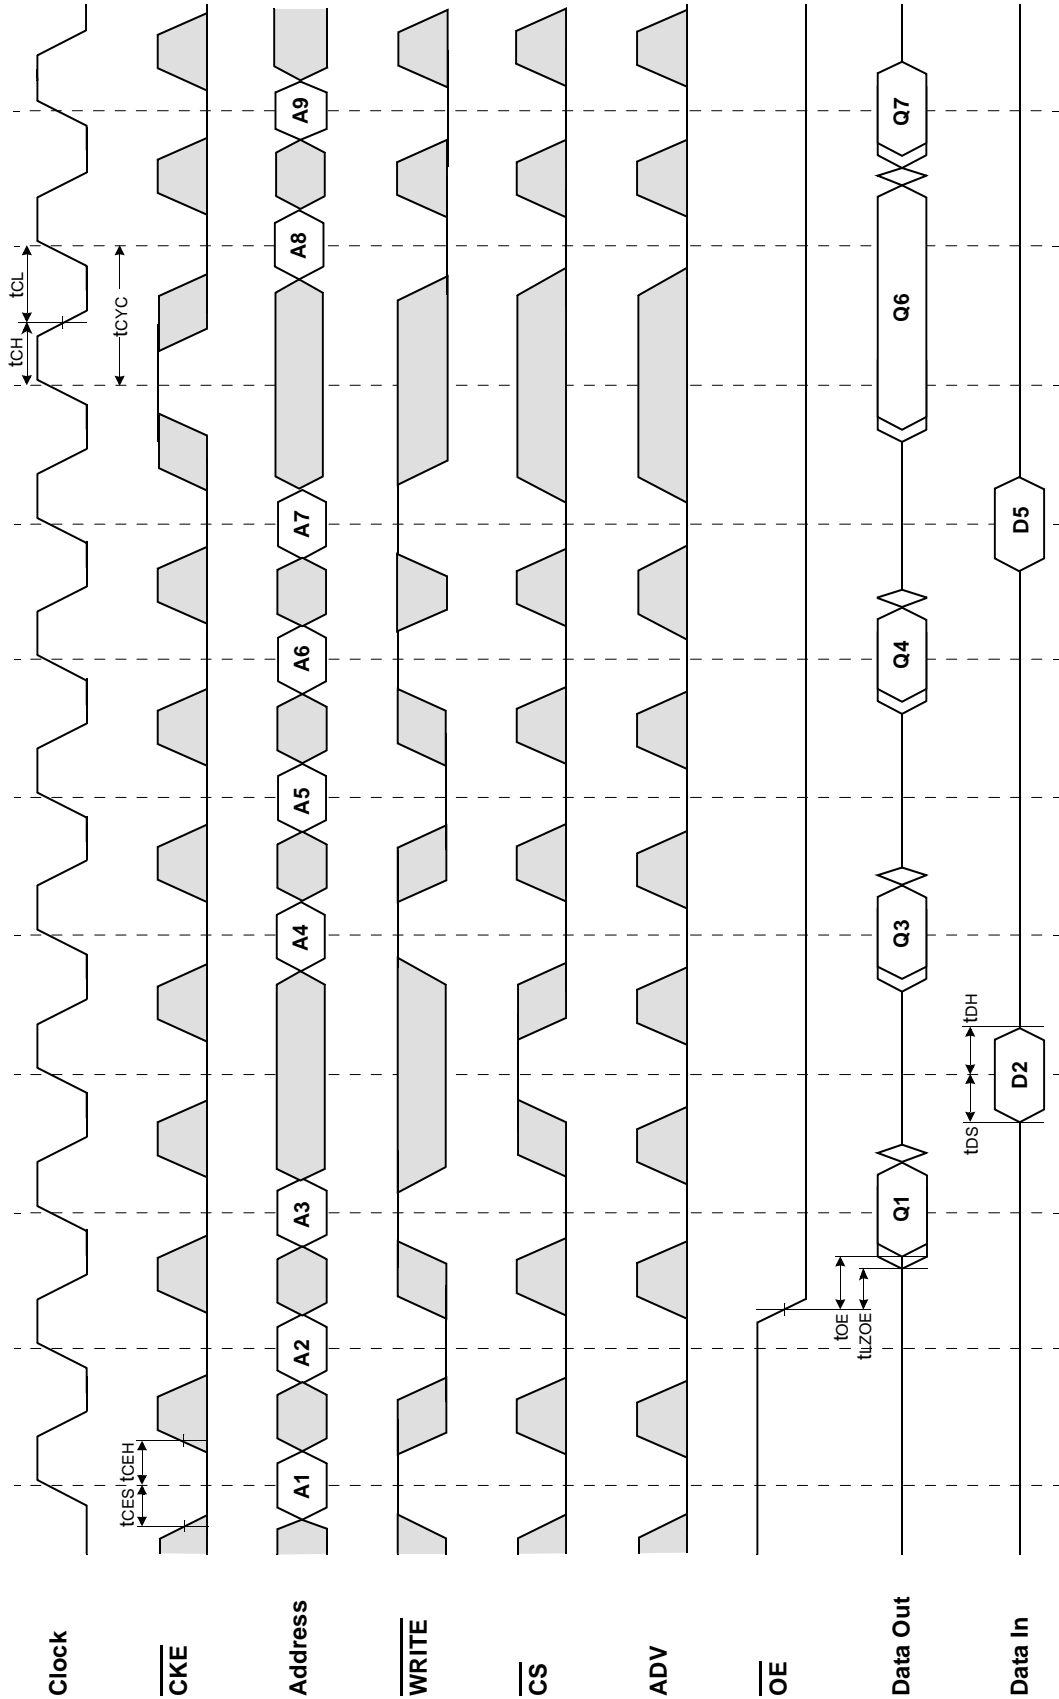 Clock
tCH
tCL
tCES
tCEH
tCYC
CKE
Address
A1
A2
A3
A4
A5
A6
A7
A8
A9
WRITE
CS
ADV
OE
tOE
tLZOE
Data Out
Q1
Q3
Q4
Q6
Q7
tDS
tDH
Data In
D2
D5